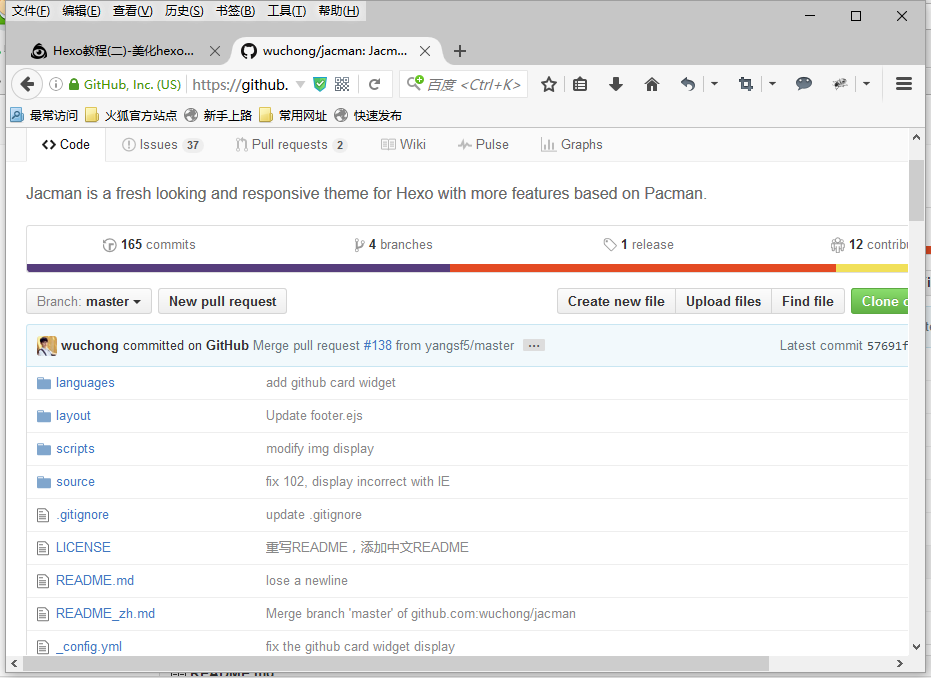 文件(F) 编辑(E) 查看(V) 历史(S) 书签(B) 工具(T) 帮助(H)
Hexo教程(二)-美化hexo... wuchong/jacman: Jacm...
GitHub, Inc. (US) https://github. 百度 <Ctrl+K>
最常访问 火狐官方站点 新手上路 常用网址 快速发布
Code Issues 37 Pull requests 2 Wiki Pulse Graphs
Jacman is a fresh looking and responsive theme for Hexo with more features based on Pacman.
165 commits 4 branches 1 release 12 contribu
Branch: master New pull request Create new file Upload files Find file Clone o
wuchong committed on GitHub Merge pull request #138 from yangsf5/master ... Latest commit 57691f
languages add github card widget
layout Update footer.ejs
scripts modify img display
source fix 102, display incorrect with IE
.gitignore update .gitignore
LICENSE 重写README，添加中文README
README.md lose a newline
README_zh.md Merge branch 'master' of github.com:wuchong/jacman
_config.yml fix the github card widget display